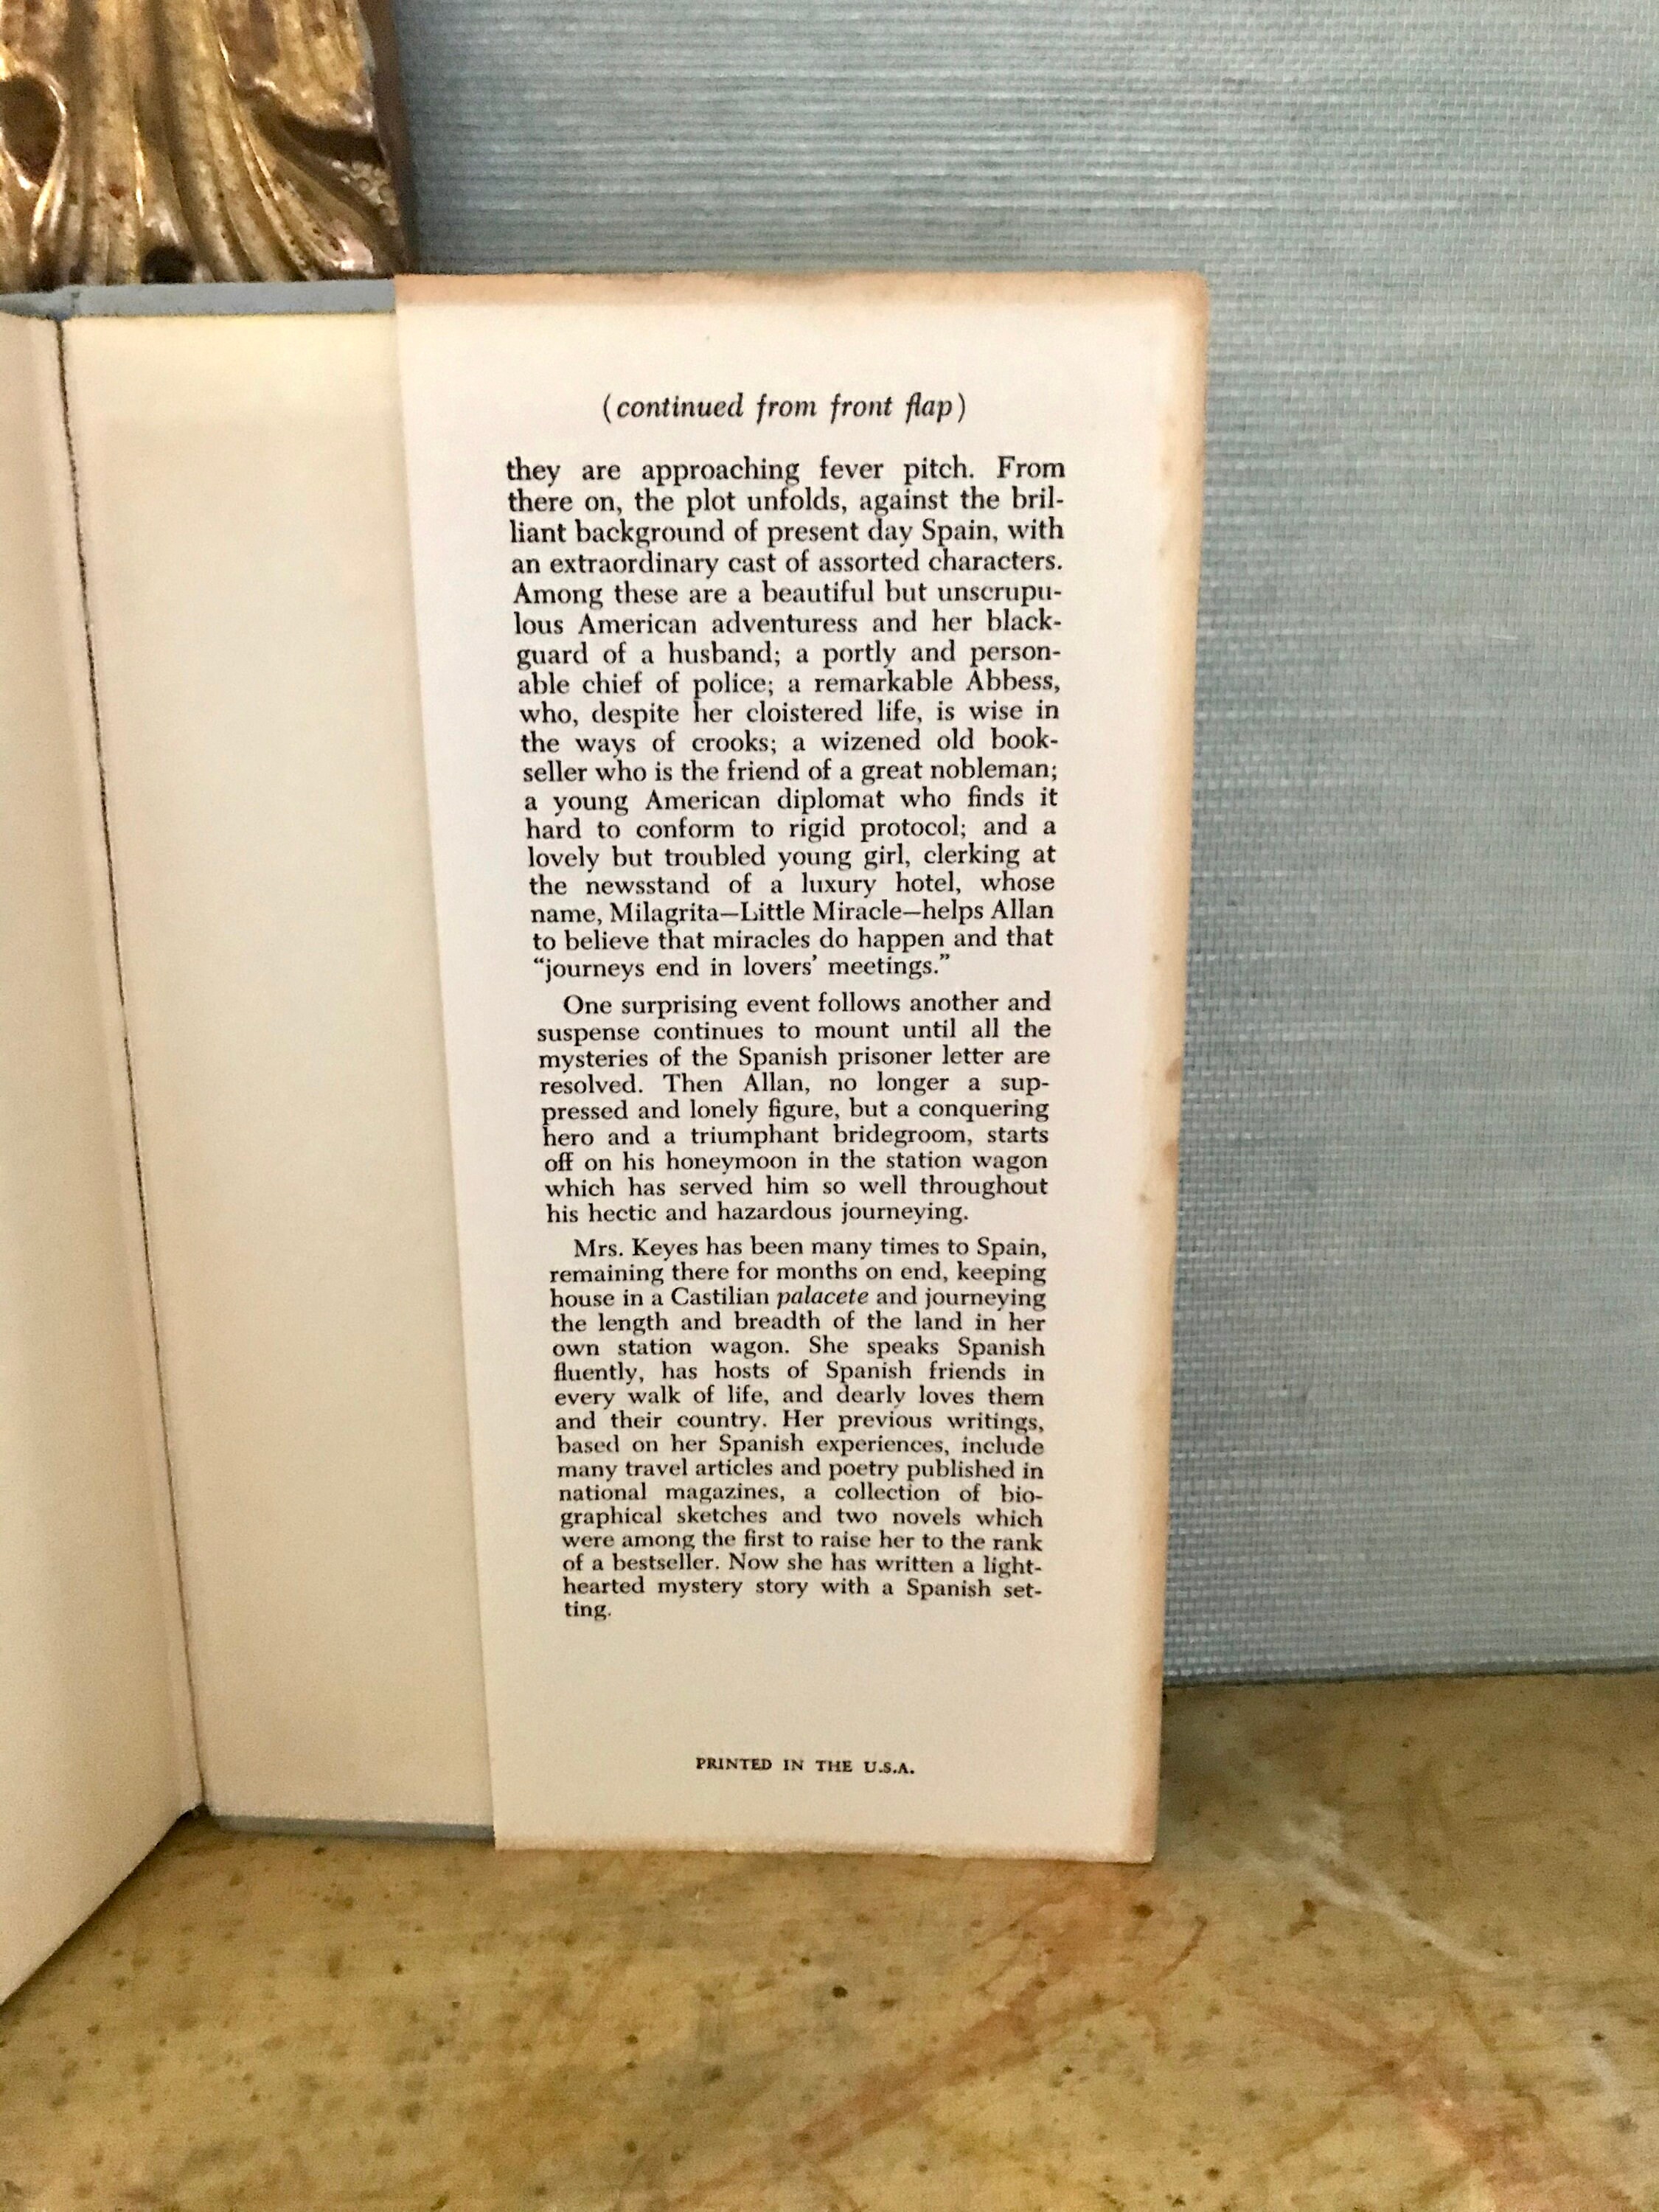 (continued from front flap)
they are approaching fever pitch. From
there on, the plot unfolds, against the bril-
liant background of present day Spain, with
an extraordinary cast of assorted characters.
Among these are a beautiful but unscrupu-
lous American adventuress and her black-
guard of a husband; a portly and person-
able chief of police; a remarkable Abbess,
who, despite her cloistered life, is wise in
the ways of crooks; a wizened old book-
seller who is the friend of a great nobleman;
a young American diplomat who finds it
hard to conform to rigid protocol; and a
lovely but troubled young girl, clerking at
the newsstand of a luxury hotel, whose
name, Milagrita—Little Miracle—helps Allan
to believe that miracles do happen and that
“journeys end in lovers’ meetings.”
One surprising event follows another and
suspense continues to mount until all the
mysteries of the Spanish prisoner letter are
resolved. Then Allan, no longer a sup-
pressed and lonely figure, but a conquering
hero and a triumphant bridegroom, starts
off on his honeymoon in the station wagon
which has served him so well throughout
his hectic and hazardous journeying.
Mrs. Keyes has been many times to Spain,
remaining there for months on end, keeping
house in a Castilian palacete and journeying
the length and breadth of the land in her
own station wagon. She speaks Spanish
fluently, has hosts of Spanish friends in
every walk of life, and dearly loves them
and their country. Her previous writings,
based on her Spanish experiences, include
many travel articles and poetry published in
national magazines, a collection of bio-
graphical sketches and two novels which
were among the first to raise her to the rank
of a bestseller. Now she has written a light-
hearted mystery story with a Spanish set-
ting.
PRINTED IN THE U.S.A.